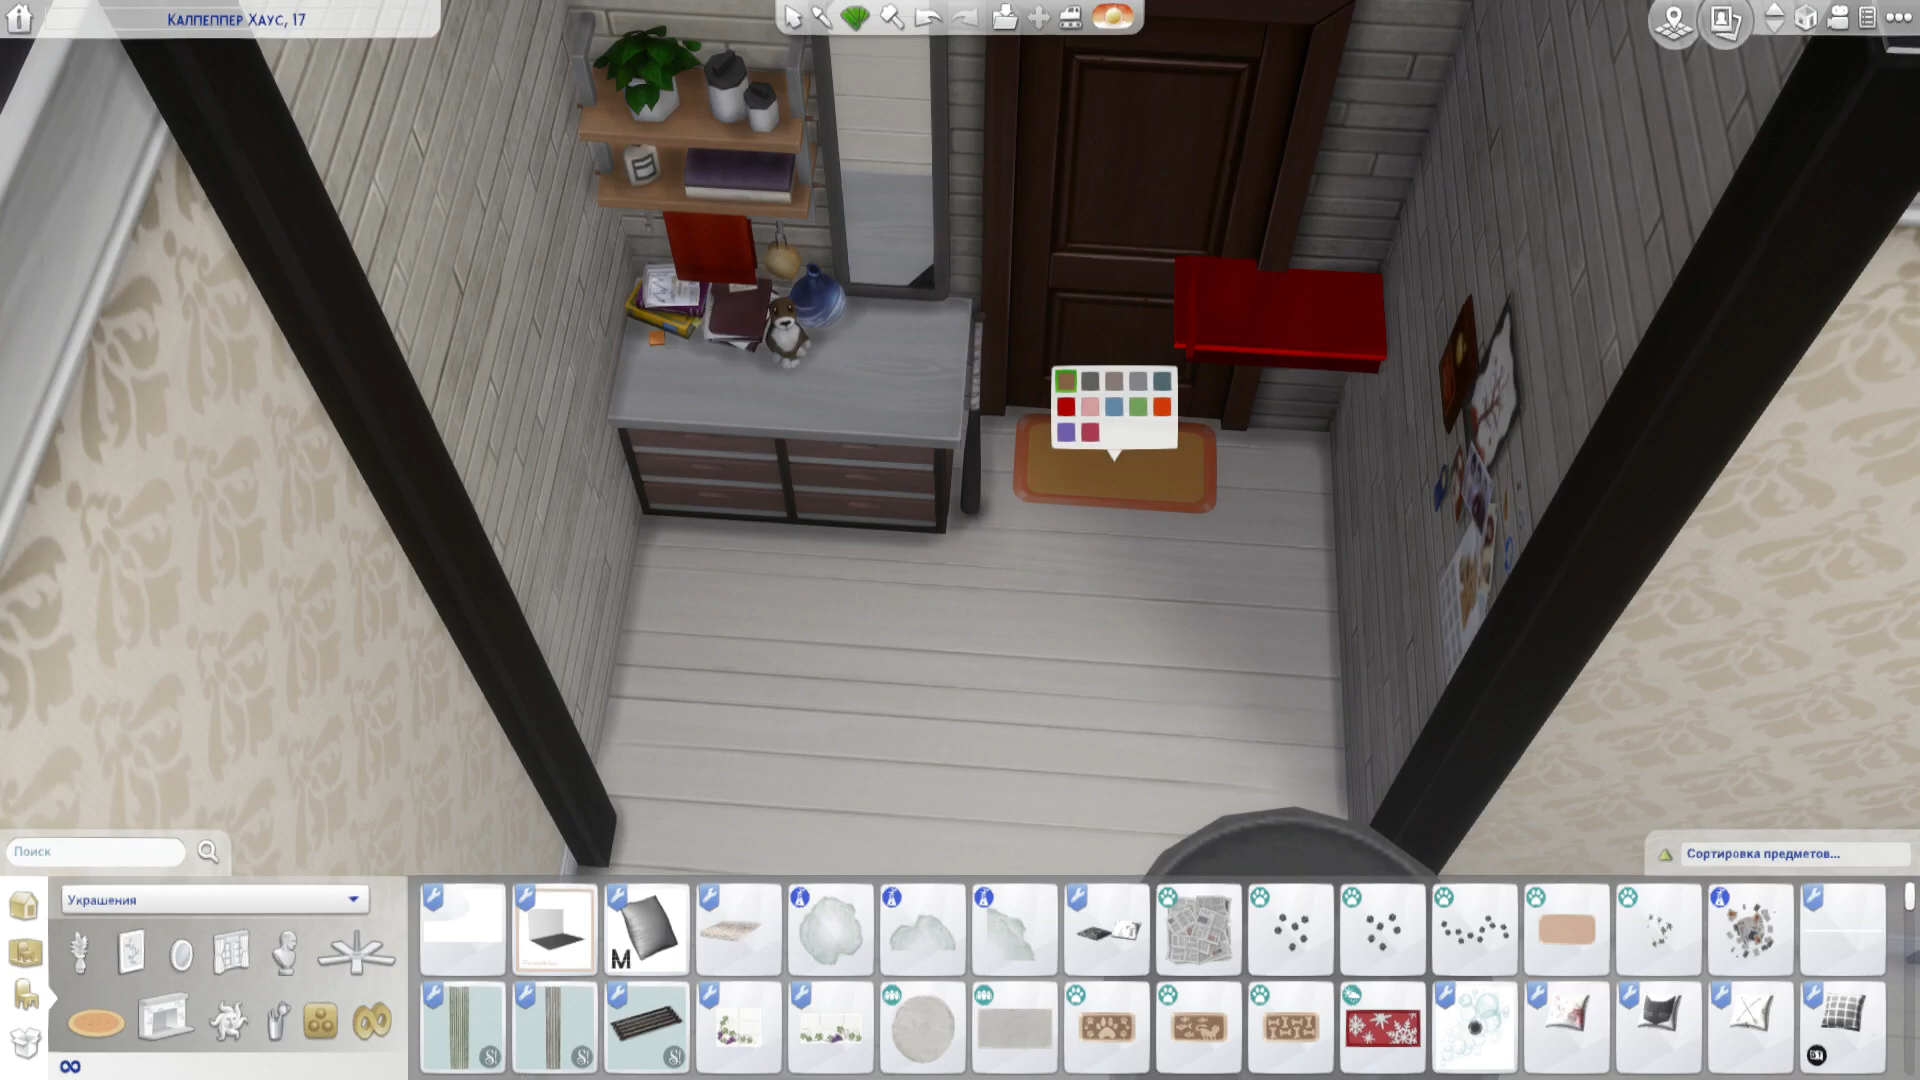 Калпеппер Хаус, 17
Поиск
Сортировка предметов...
Украшения
M
S!
S!
S!